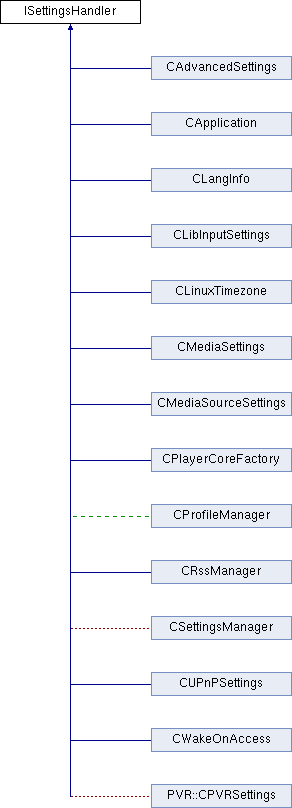 ISettingsHandler
CAdvancedSettings
CApplication
CLangInfo
CLibInputSettings
CLinuxTimezone
CMediaSettings
CMediaSourceSettings
CPlayerCoreFactory
CProfileManager
CRssManager
CSettingsManager
CUPnPSettings
CWakeOnAccess
PVR::CPVRSettings